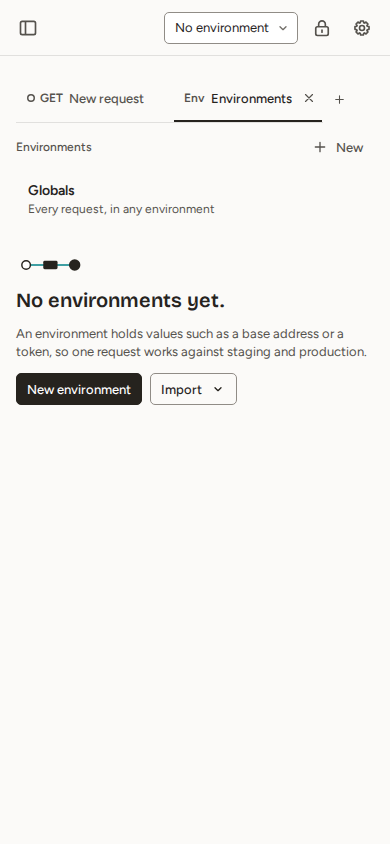 No environment
GET New request
Env Environments
Environments
New
Globals
Every request, in any environment
No environments yet.
An environment holds values such as a base address or a
token, so one request works against staging and production.
New environment
Import